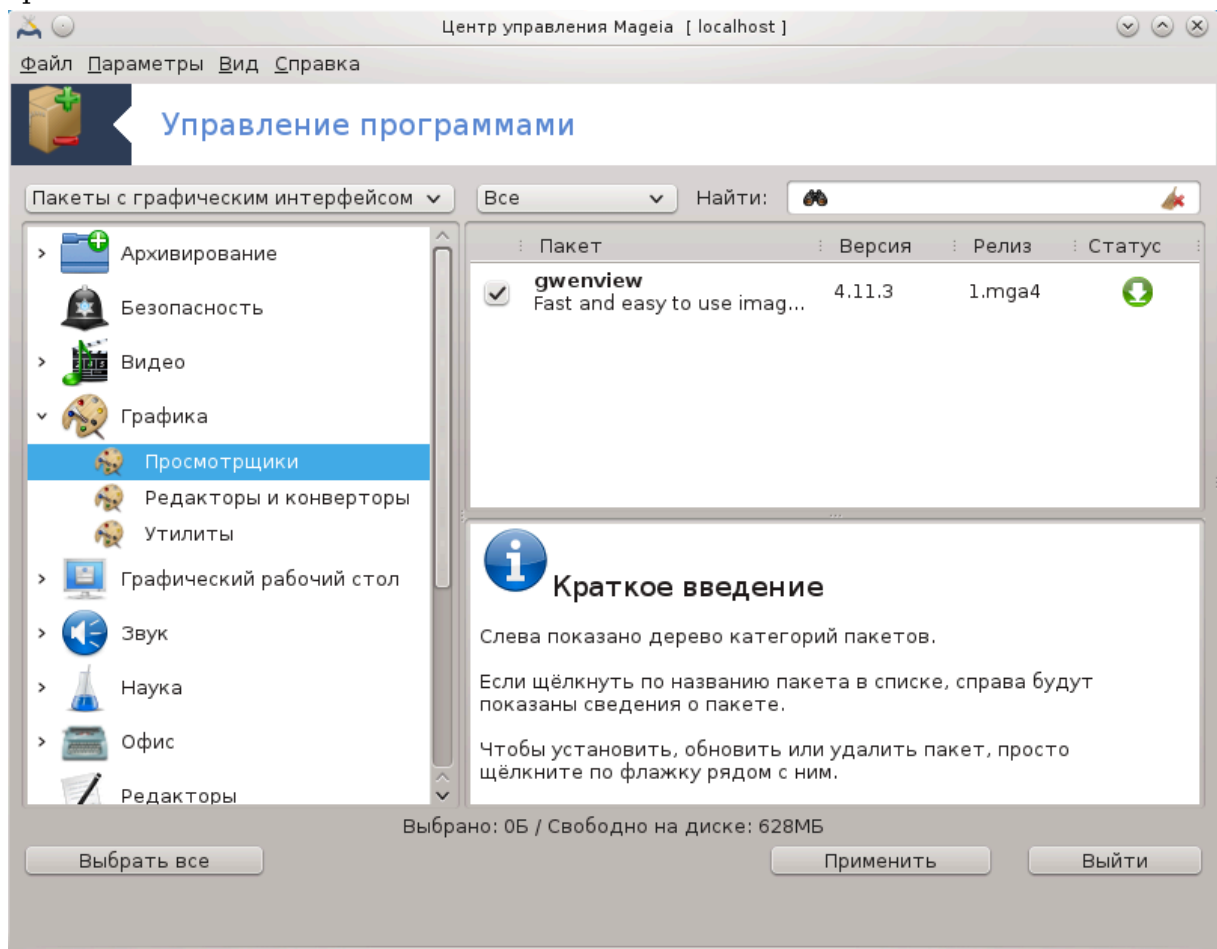 Центр управления Mageia [ localhost ]
Файл Параметры Вид Справка
Управление программами
Пакеты с графическим интерфейсом Все Найти:
Архивирование
Безопасность
Видео
Графика
Просмотрщики
Редакторы и конверторы
Утилиты
Графический рабочий стол
Звук
Наука
Офис
Редакторы
Пакет Версия Релиз Статус
gwenview 4.11.3 1.mga4
Fast and easy to use imag...
Краткое введение
Слева показано дерево категорий пакетов.
Если щёлкнуть по названию пакета в списке, справа будут
показаны сведения о пакете.
Чтобы установить, обновить или удалить пакет, просто
щёлкните по флажку рядом с ним.
Выбрано: 0Б / Свободно на диске: 628МБ
Выбрать все Применить Выйти